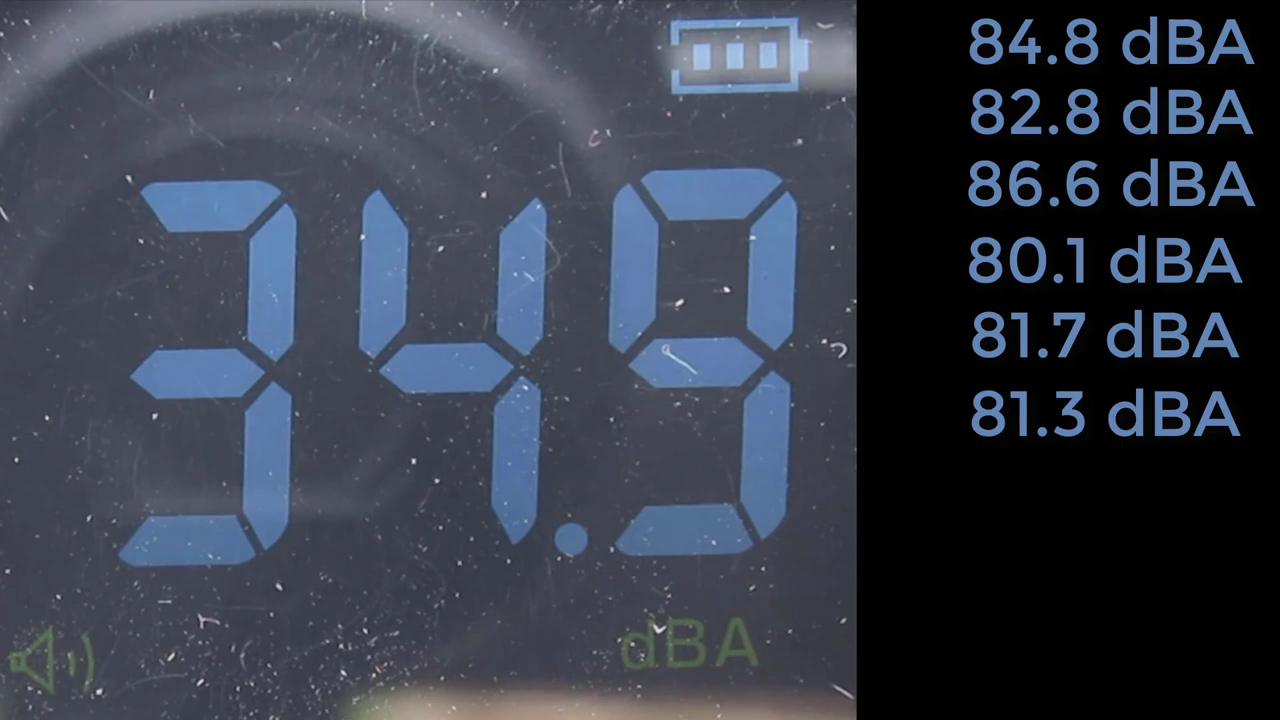 34.9
dBA
84.8 dBA
82.8 dBA
86.6 dBA
80.1 dBA
81.7 dBA
81.3 dBA